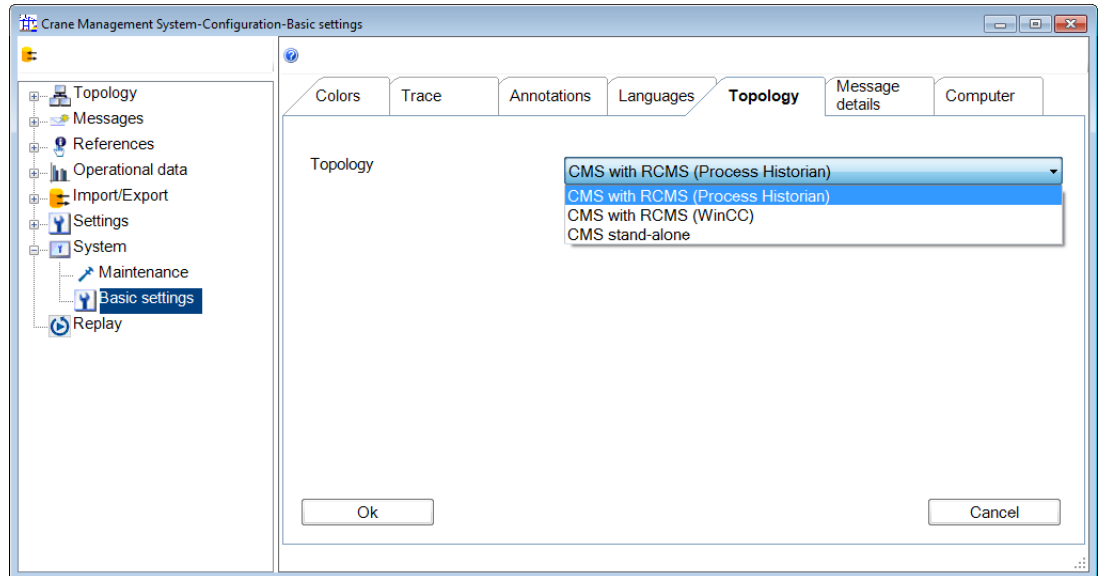 Crane Management System-Configuration-Basic settings
Topology
Messages
References
Operational data
Import/Export
Settings
System
Maintenance
Basic settings
Replay
Colors
Trace
Annotations
Languages
Topology
Message
details
Computer
Topology
CMS with RCMS (Process Historian)
CMS with RCMS (Process Historian)
CMS with RCMS (WinCC)
CMS stand-alone
Ok
Cancel